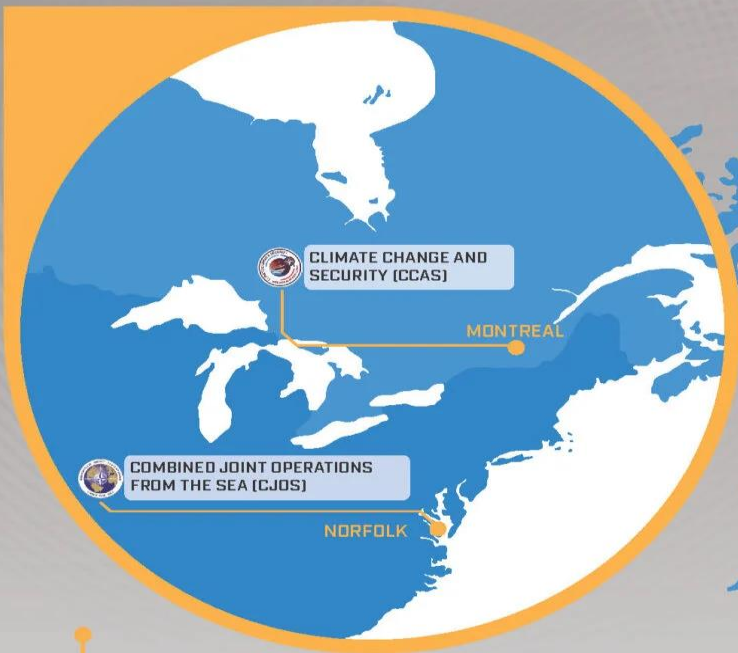 CLIMATE CHANGE AND
SECURITY (CCAS)
MONTREAL
COMBINED JOINT OPERATIONS
FROM THE SEA (CJOS)
NORFOLK